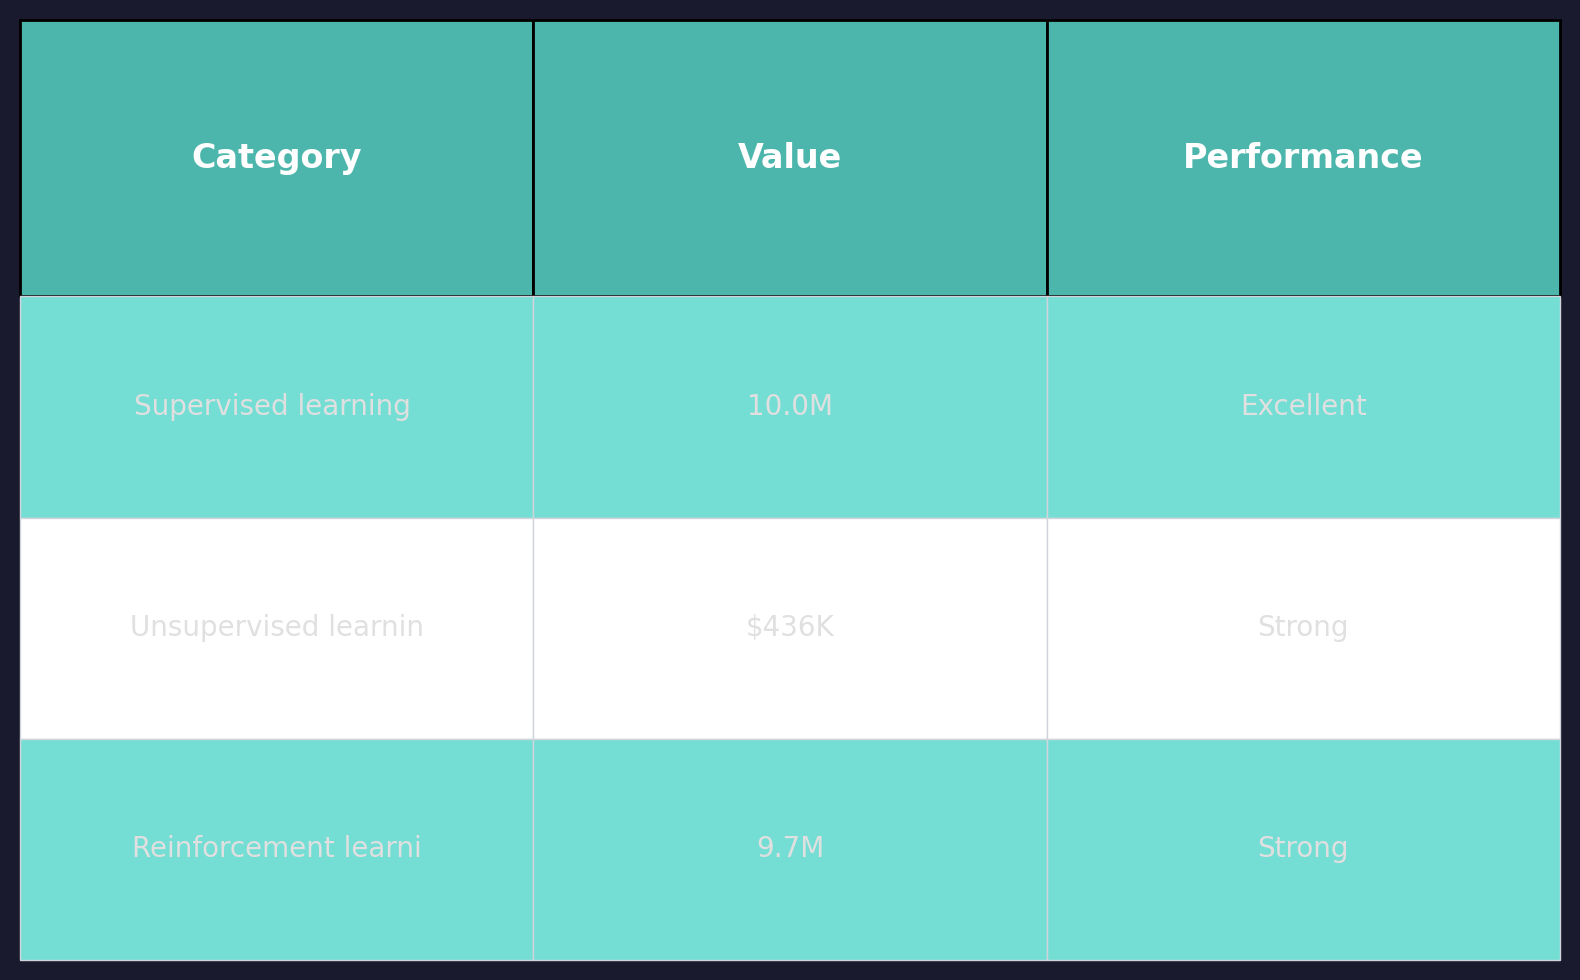 Category Value Performance
Supervised learning 10.0M Excellent
Unsupervised learnin $436K Strong
Reinforcement learni 9.7M Strong